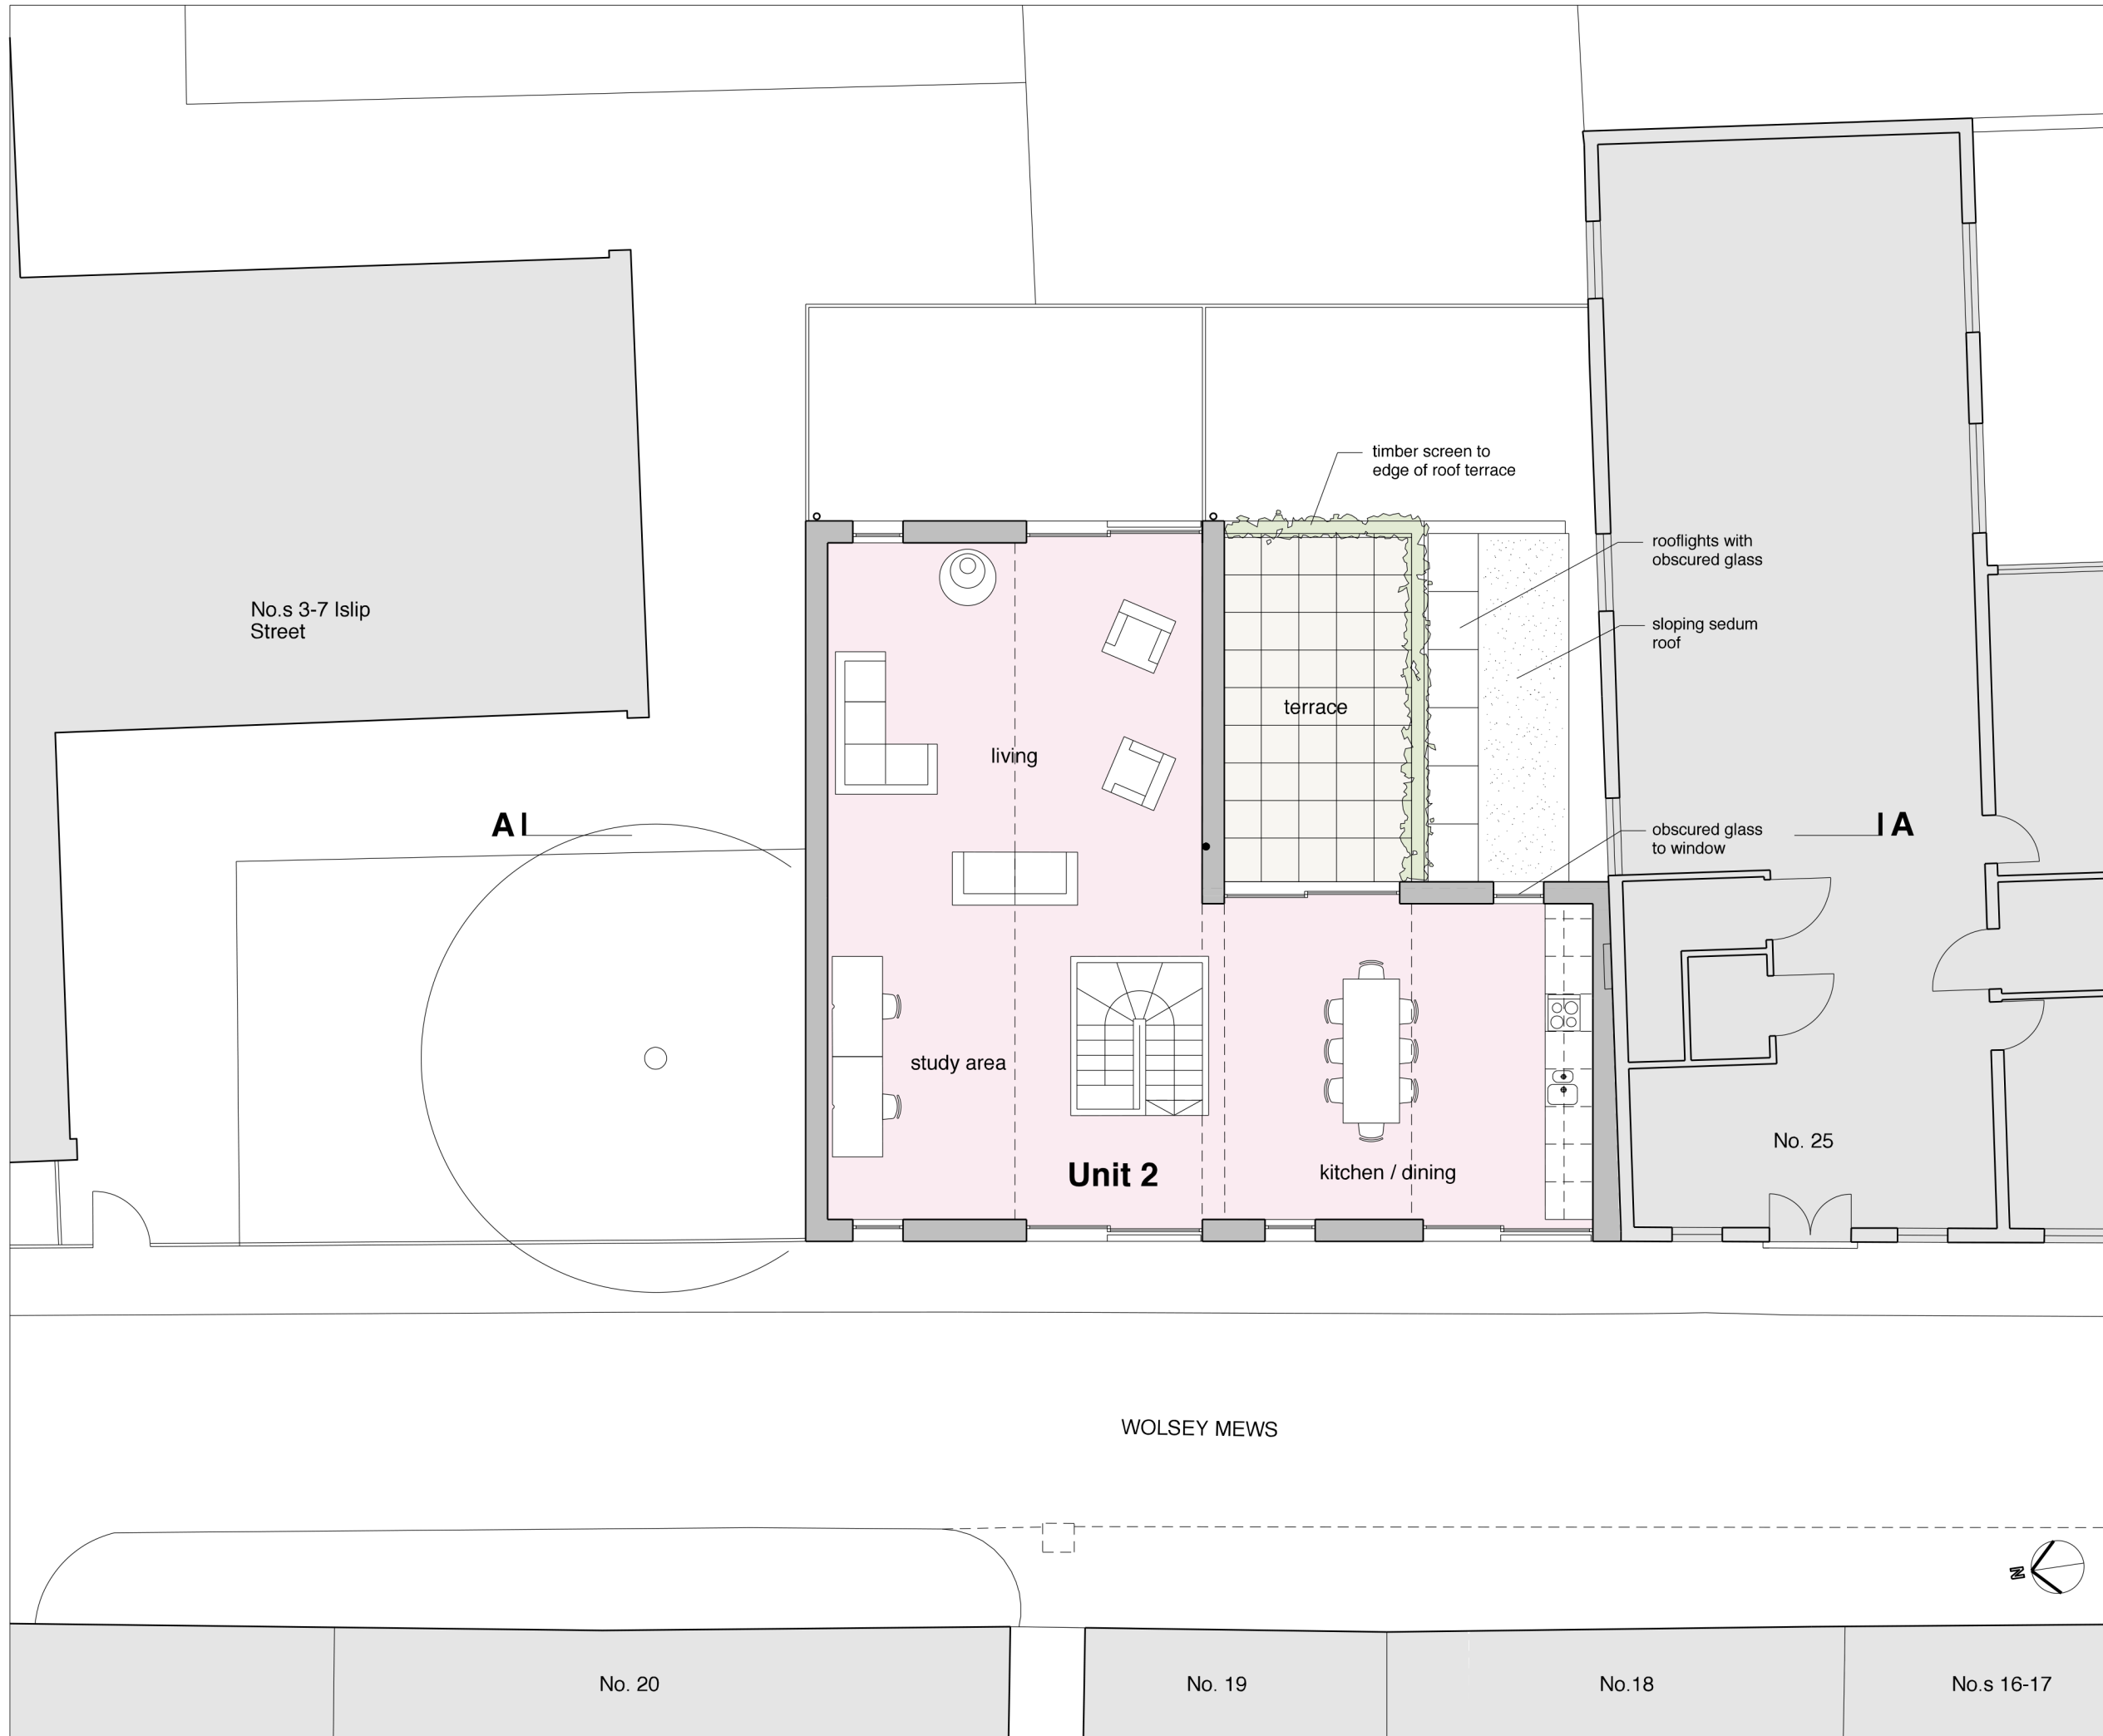 timber screen to
edge of roof terrace
rooflights with
obscured glass
No.s 3-7 Islip
Street
sloping sedum
roof
terrace
living
A
A
obscured glass
to window
study area
No. 25
Unit 2
kitchen / dining
WOLSEY MEWS
N
No. 20
No. 19
No.18
No.s 16-17